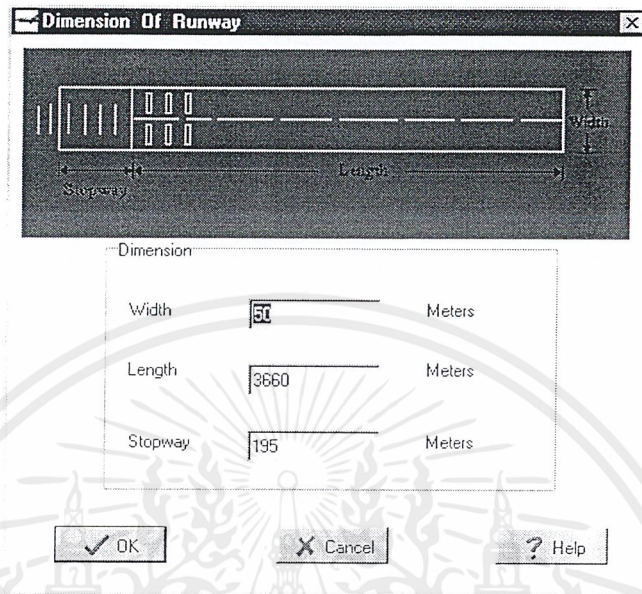 Dimension Of Runway
Width
Length
Stopway
Dimension
Width 50 Meters
Length 3660 Meters
Stopway 195 Meters
OK Cancel ? Help